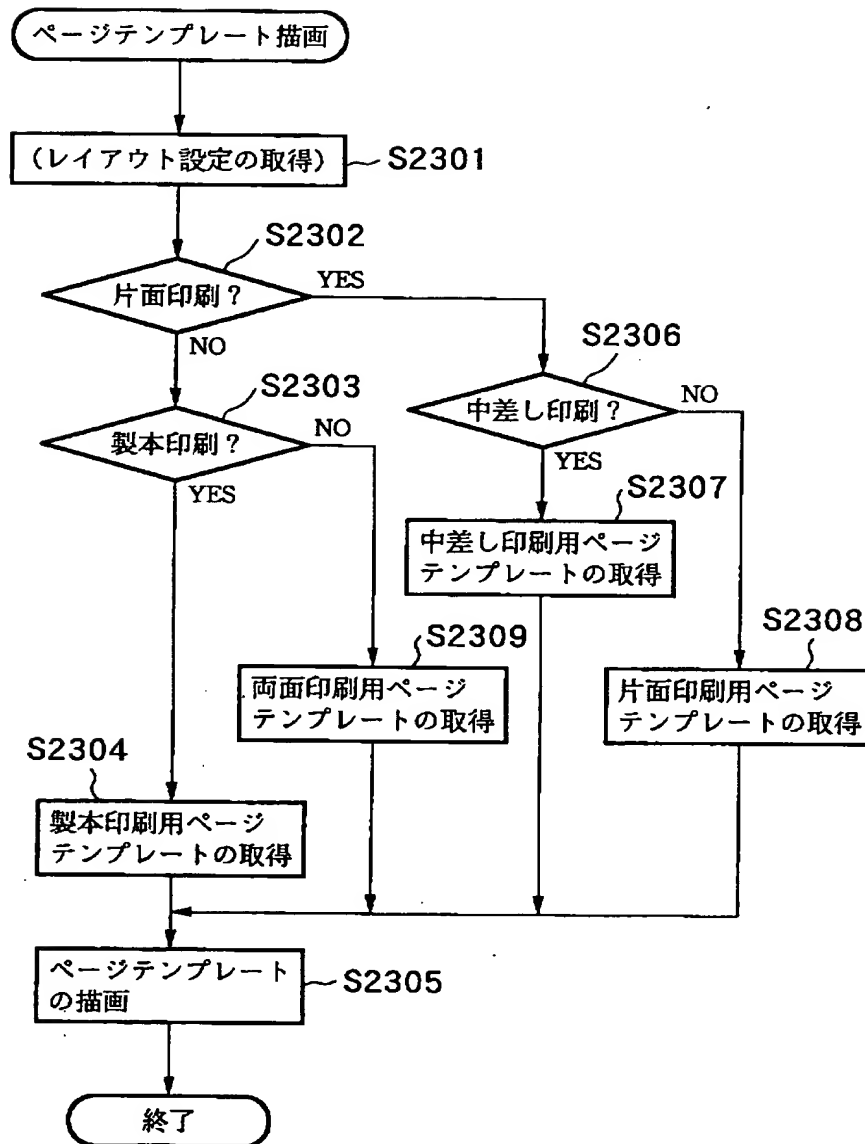 ページテンプレート描画
(レイアウト設定の取得)
S2301
S2302
片面印刷?
YES
NO
S2303
製本印刷?
NO
YES
S2306
中差し印刷?
NO
YES
S2307
中差し印刷用ページ
テンプレートの取得
S2308
片面印刷用ページ
テンプレートの取得
S2309
両面印刷用ページ
テンプレートの取得
S2304
製本印刷用ページ
テンプレートの取得
ページテンプレート
の描画
S2305
終了